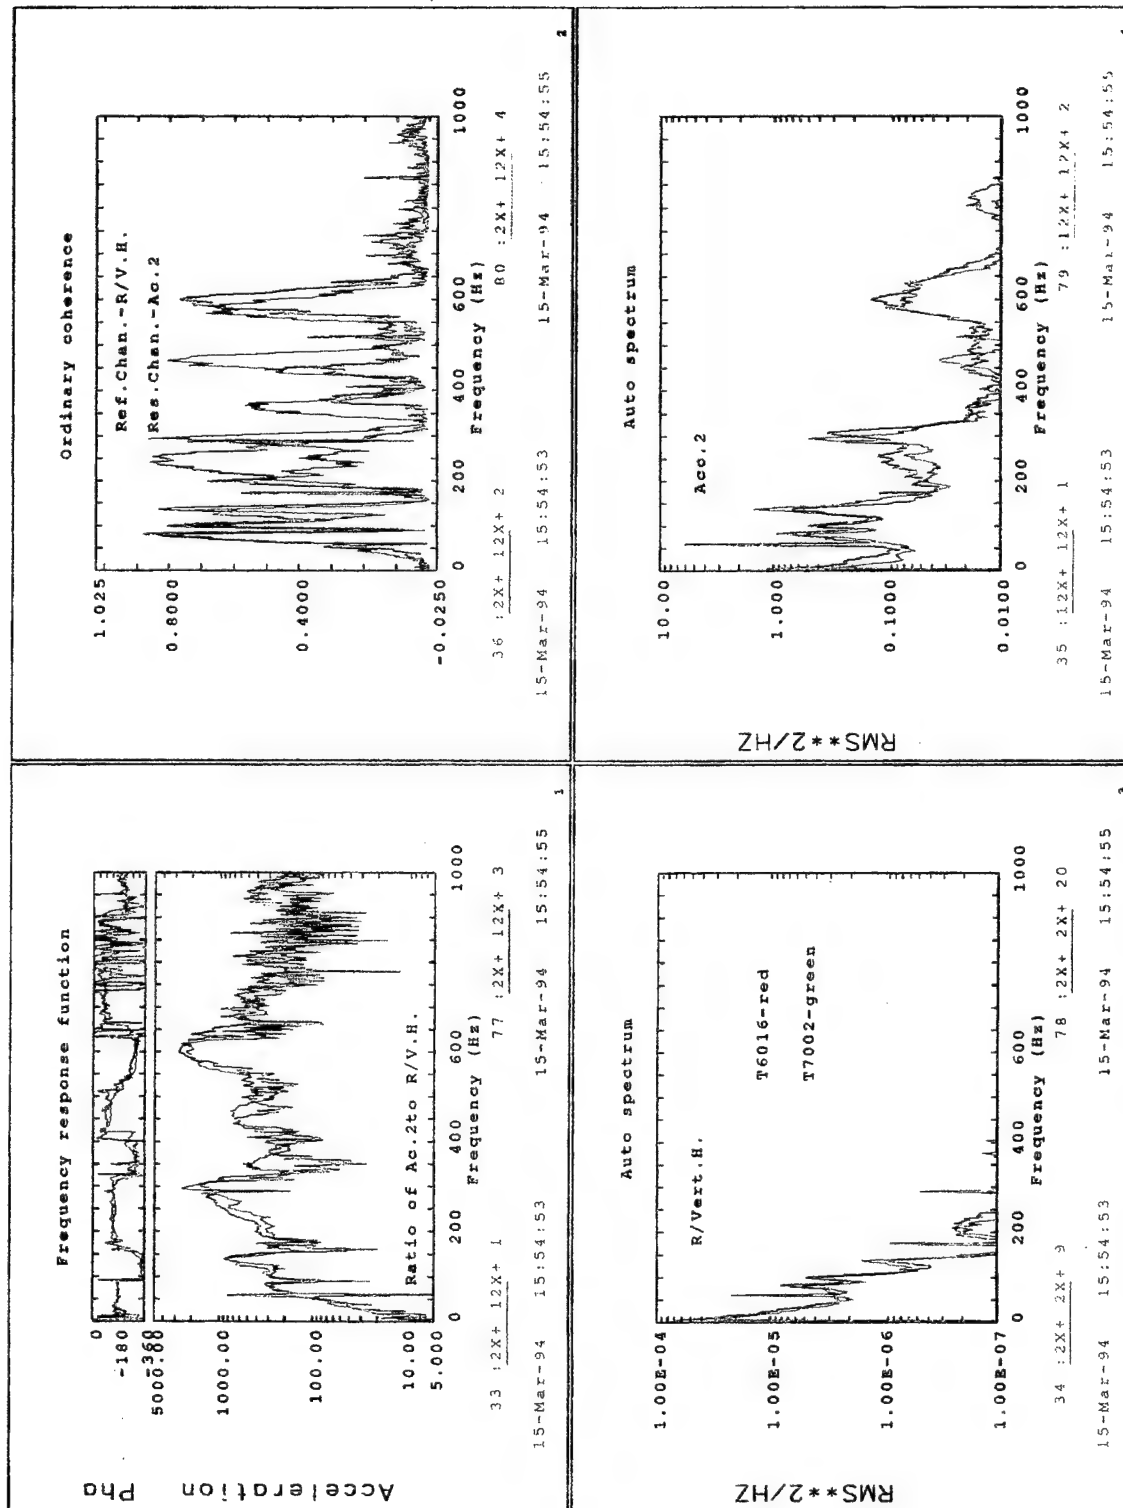 Frequency response function
Pha
0
-180
-360
Acceleration
5000.00
1000.00
100.00
10.00
5.000
Ratio of Ac.2to R/V.H.
0
200
400
600
1000
Frequency (Hz)
33 :2X+ 12X+ 1
77 :2X+ 12X+ 3
15-Mar-94 15:54:53
15-Mar-94 15:54:55
1
Ordinary coherence
1.025
0.8000
0.4000
-0.0250
Ref.Chan.-R/V.H.
Res.Chan.-Ac.2
0
200
400
600
1000
Frequency (Hz)
36 :2X+ 12X+ 2
80 :2X+ 12X+ 4
15-Mar-94 15:54:53
15-Mar-94 15:54:55
2
Auto spectrum
RMS**2/HZ
1.00E-04
1.00E-05
1.00E-06
1.00E-07
R/Vert.H.
T6016-red
T7002-green
0
200
400
600
1000
Frequency (Hz)
34 :2X+ 2X+ 9
78 :2X+ 2X+ 20
15-Mar-94 15:54:53
15-Mar-94 15:54:55
Auto spectrum
RMS**2/HZ
10.00
1.000
0.1000
0.0100
Acc.2
0
200
400
600
1000
Frequency (Hz)
35 :12X+ 12X+ 1
79 :12X+ 12X+ 2
15-Mar-94 15:54:53
15-Mar-94 15:54:55